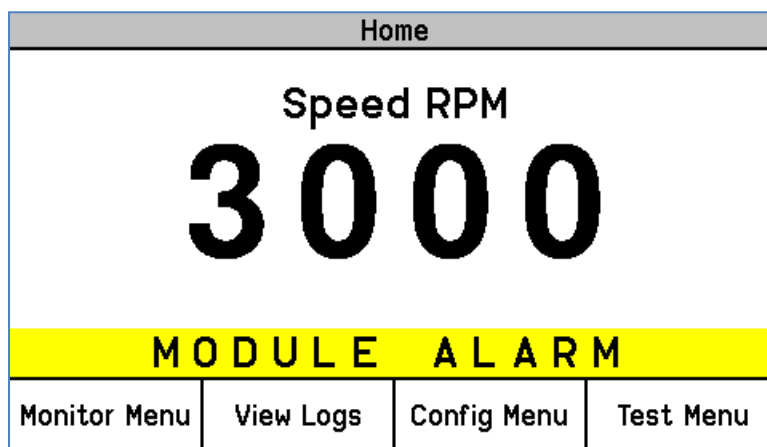 Home
Speed RPM
3000
MODULE ALARM
Monitor Menu View Logs Config Menu Test Menu